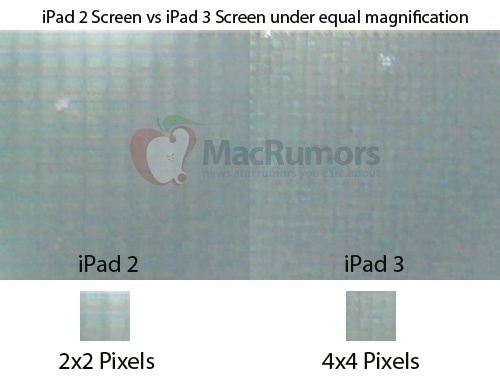 iPad 2 Screen vs iPad 3 Screen under equal magnification
MacRumors
news and rumors you care about
iPad 2
iPad 3
2x2 Pixels
4x4 Pixels